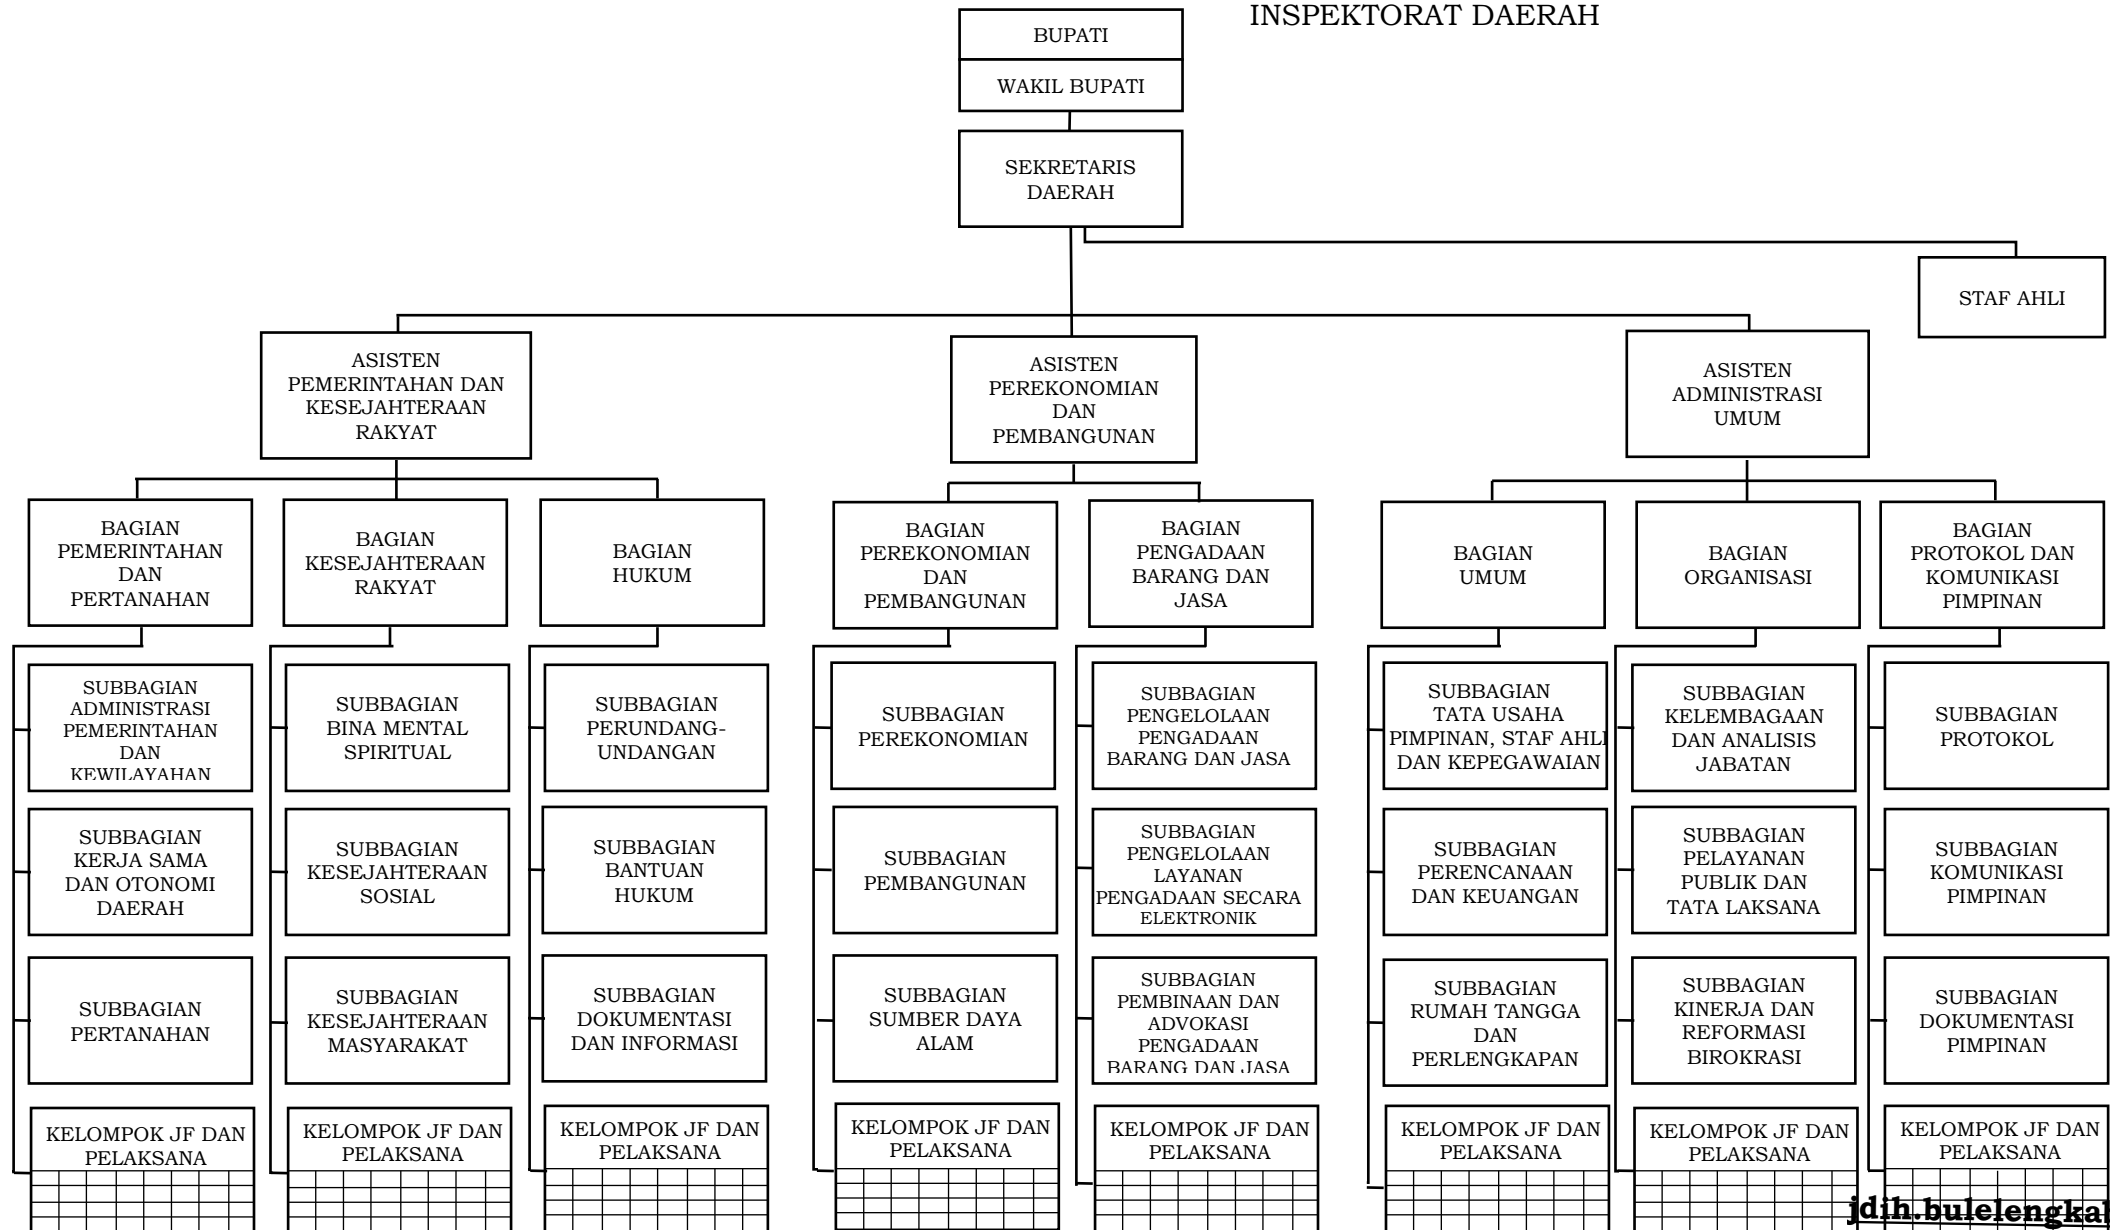 INSPEKTORAT DAERAH
BUPATI
WAKIL BUPATI
SEKRETARIS
DAERAH
STAF AHLI
ASISTEN
PEMERINTAHAN DAN
KESEJAHTERAAN
RAKYAT
ASISTEN
PEREKONOMIAN
DAN
PEMBANGUNAN
ASISTEN
ADMINISTRASI
UMUM
BAGIAN
PEMERINTAHAN
DAN
PERTANAHAN
BAGIAN
KESEJAHTERAAN
RAKYAT
BAGIAN
HUKUM
BAGIAN
PEREKONOMIAN
DAN
PEMBANGUNAN
BAGIAN
PENGADAAN
BARANG DAN
JASA
BAGIAN
UMUM
BAGIAN
ORGANISASI
BAGIAN
PROTOKOL DAN
KOMUNIKASI
PIMPINAN
SUBBAGIAN
ADMINISTRASI
PEMERINTAHAN
DAN
KEWILAYAHAN
SUBBAGIAN
BINA MENTAL
SPIRITUAL
SUBBAGIAN
PERUNDANG-
UNDANGAN
SUBBAGIAN
PEREKONOMIAN
SUBBAGIAN
PENGELOLAAN
PENGADAAN
BARANG DAN JASA
SUBBAGIAN
TATA USAHA
PIMPINAN, STAF AHLI
DAN KEPEGAWAIAN
SUBBAGIAN
KELEMBAGAAN
DAN ANALISIS
JABATAN
SUBBAGIAN
PROTOKOL
SUBBAGIAN
KERJA SAMA
DAN OTONOMI
DAERAH
SUBBAGIAN
KESEJAHTERAAN
SOSIAL
SUBBAGIAN
BANTUAN
HUKUM
SUBBAGIAN
PEMBANGUNAN
SUBBAGIAN
PENGELOLAAN
LAYANAN
PENGADAAN SECARA
ELEKTRONIK
SUBBAGIAN
PERENCANAAN
DAN KEUANGAN
SUBBAGIAN
PELAYANAN
PUBLIK DAN
TATA LAKSANA
SUBBAGIAN
KOMUNIKASI
PIMPINAN
SUBBAGIAN
PERTANAHAN
SUBBAGIAN
KESEJAHTERAAN
MASYARAKAT
SUBBAGIAN
DOKUMENTASI
DAN INFORMASI
SUBBAGIAN
SUMBER DAYA
ALAM
SUBBAGIAN
PEMBINAAN DAN
ADVOKASI
PENGADAAN
BARANG DAN JASA
SUBBAGIAN
RUMAH TANGGA
DAN
PERLENGKAPAN
SUBBAGIAN
KINERJA DAN
REFORMASI
BIROKRASI
SUBBAGIAN
DOKUMENTASI
PIMPINAN
KELOMPOK JF DAN
PELAKSANA
KELOMPOK JF DAN
PELAKSANA
KELOMPOK JF DAN
PELAKSANA
KELOMPOK JF DAN
PELAKSANA
KELOMPOK JF DAN
PELAKSANA
KELOMPOK JF DAN
PELAKSANA
KELOMPOK JF DAN
PELAKSANA
KELOMPOK JF DAN
PELAKSANA
jdih.bulelengka